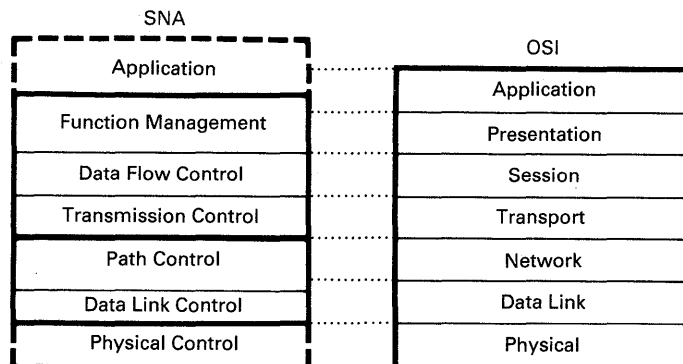 SNA
Application
Function Management
Data Flow Control
Transmission Control
Path Control
Data Link Control
Physical Control
OSI
Application
Presentation
Session
Transport
Network
Data Link
Physical